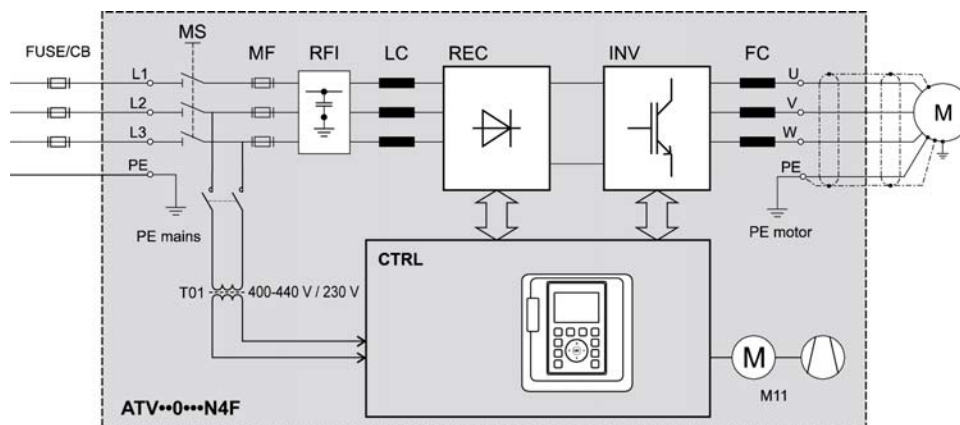 FUSE/CB
MS
MF
RFI
LC
REC
INV
FC
L1
L2
L3
PE
PE mains
U
V
W
PE
PE motor
M
CTRL
T01
400-440 V / 230 V
M
M11
ATV••0•••N4F